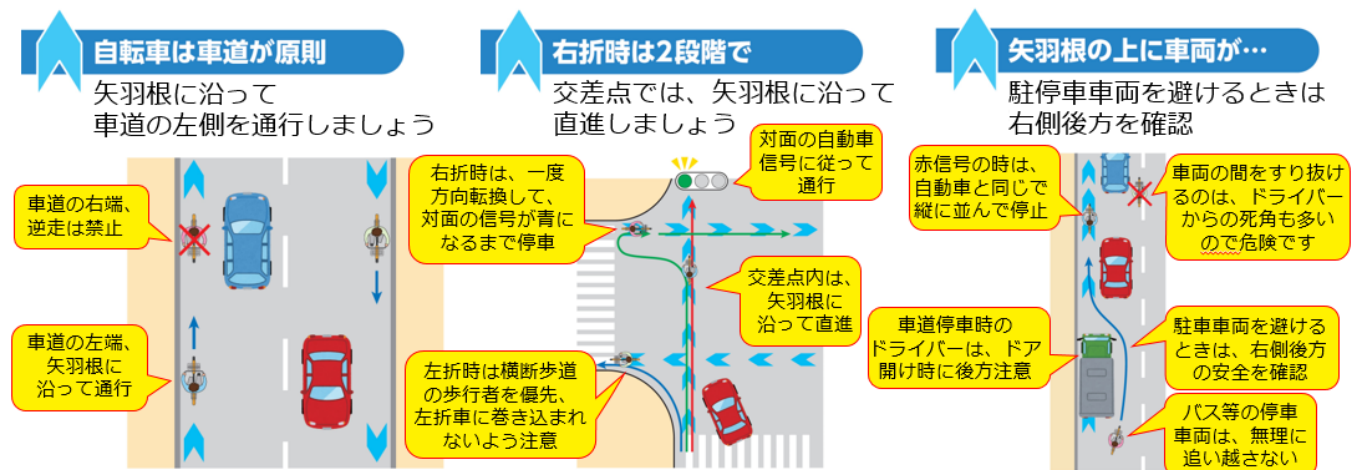 自転車は車道が原則
矢羽根に沿って
車道の左側を通行しましょう
車道の右端、
逆走は禁止
車道の左端、
矢羽根に
沿って通行
右折時は2段階で
交差点では、矢羽根に沿って
直進しましょう
対面の自動車
信号に従って
通行
右折時は、一度
方向転換して、
対面の信号が青に
なるまで停車
交差点内は、
矢羽根に
沿って直進
左折時は横断歩道
の歩行者を優先、
左折車に巻き込まれ
ないよう注意
矢羽根の上に車両が…
駐停車車両を避けるときは
右側後方を確認
赤信号の時は、
自動車と同じで
縦に並んで停止
車両の間をすり抜け
るのは、ドライバー
からの死角も多い
ので危険です
車道停車時の
ドライバーは、ドア
開け時に後方注意
駐車車両を避ける
ときは、右側後方
の安全を確認
バス等の停車
車両は、無理に
追い越さない